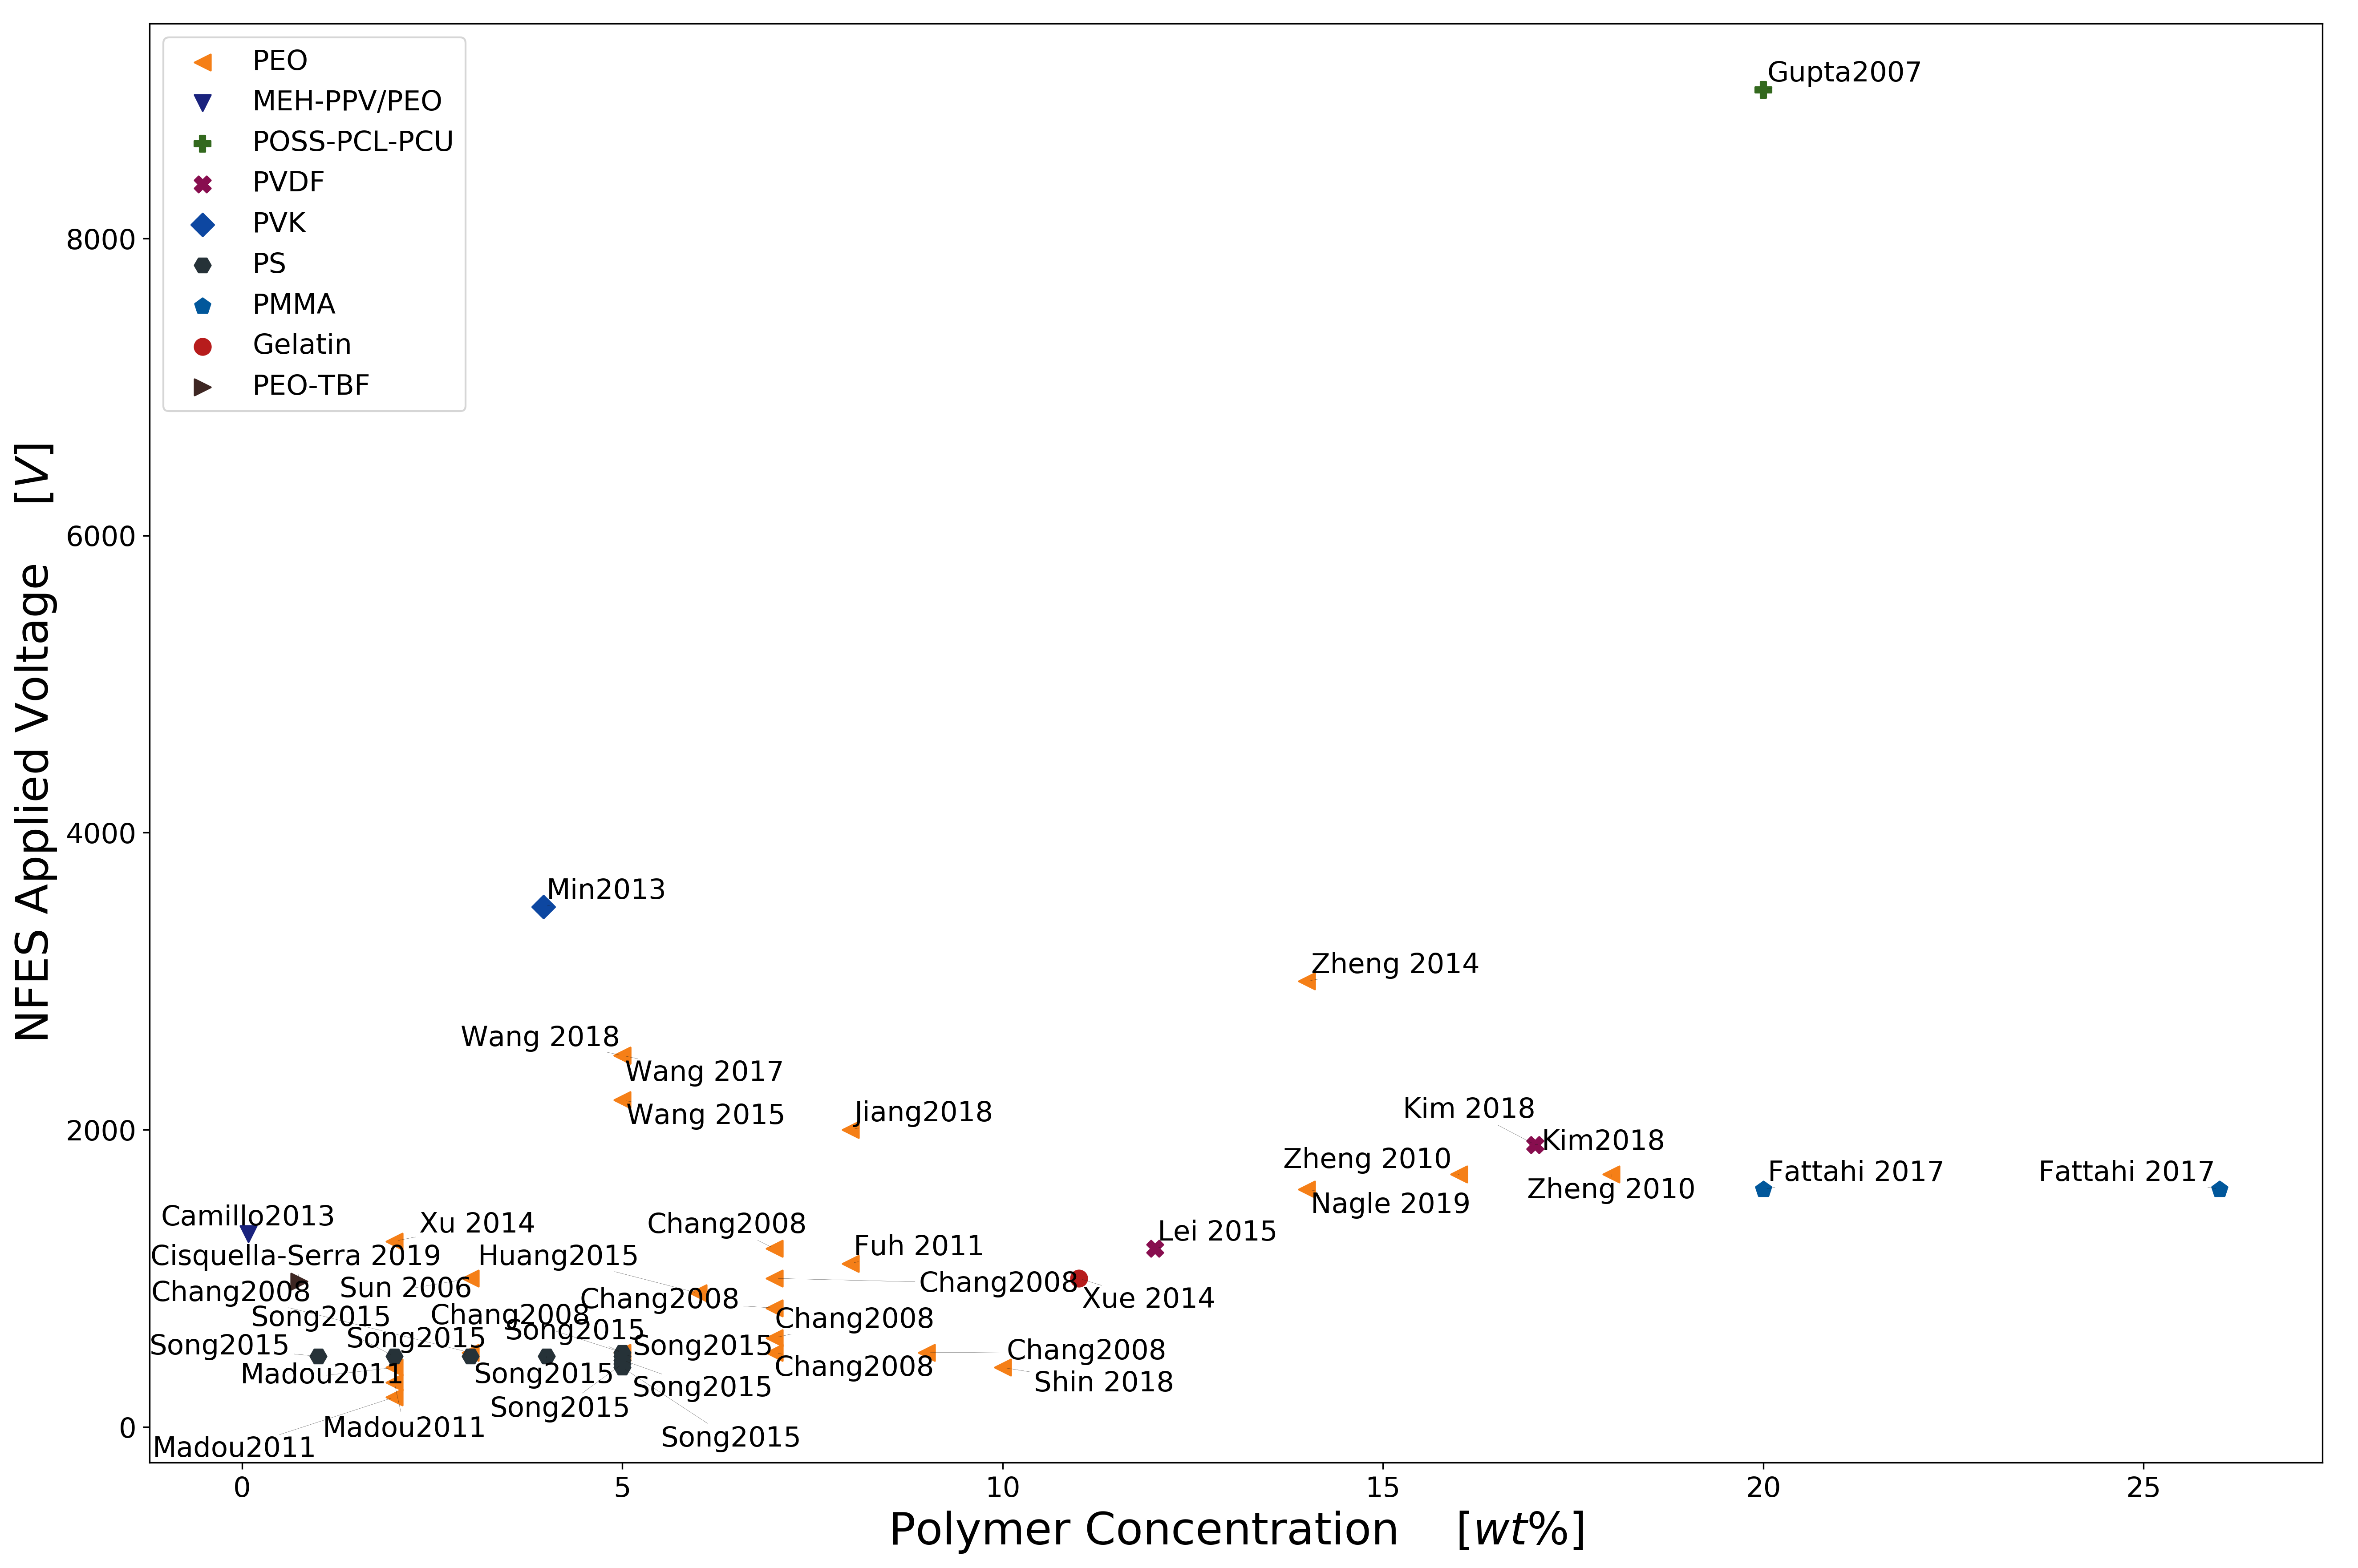 PEO
MEH-PPV/PEO
POSS-PCL-PCU
PVDF
PVK
PS
PMMA
Gelatin
PEO-TBF
Gupta2007
8000
6000
4000
2000
0
NFES Applied Voltage [V]
Min2013
Zheng 2014
Wang 2018
Wang 2017
Wang 2015
Jiang2018
Kim 2018
Kim2018
Zheng 2010
Nagle 2019
Zheng 2010
Fattahi 2017
Fattahi 2017
Camillo2013
Xu 2014
Chang2008
Lei 2015
Cisquella-Serra 2019
Huang2015
Fuh 2011
Chang2008
Sun 2006
Chang2008
Chang2008
Xue 2014
Song2015
Chang2008
Chang2008
Song2015
Song2015
Song2015
Song2015
Chang2008
Madou2011
Song2015
Chang2008
Shin 2018
Song2015
Song2015
Madou2011
Song2015
Madou2011
0
5
10
15
20
25
Polymer Concentration [wt%]